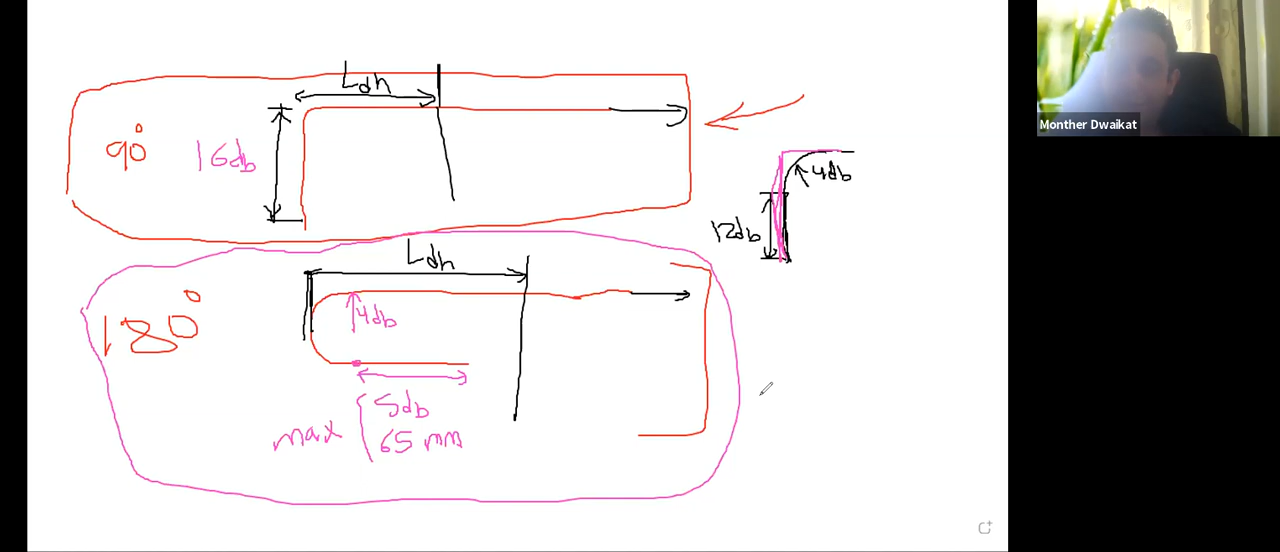 Ldh
90°
16db
Monther Dwaikat
4db
12db
Ldh
180°
4db
max
5db
65 mm